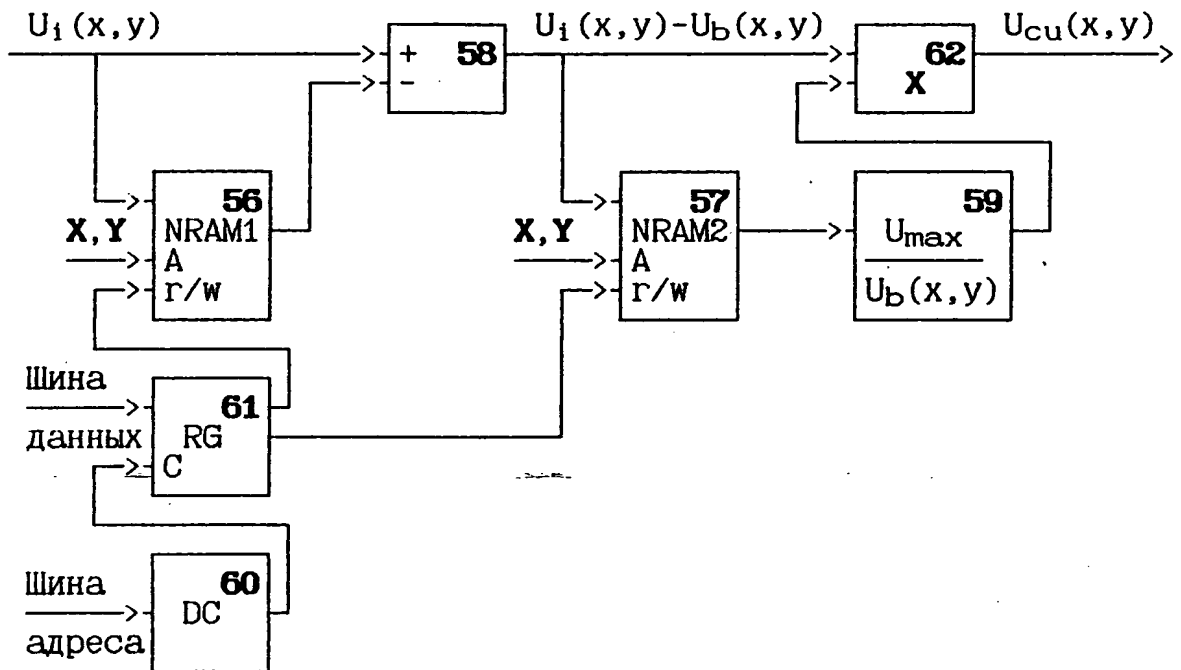 Ui(x,y)
Ui(x,y)-Ub(x,y)
Ucu(x,y)
+ 58
-
62
X
56
X,Y NRAM1
A
r/w
57
X,Y NRAM2
A
r/w
59
Umax
Ub(x,y)
Шина
данных
61
RG
C
Шина
адреса
60
DC